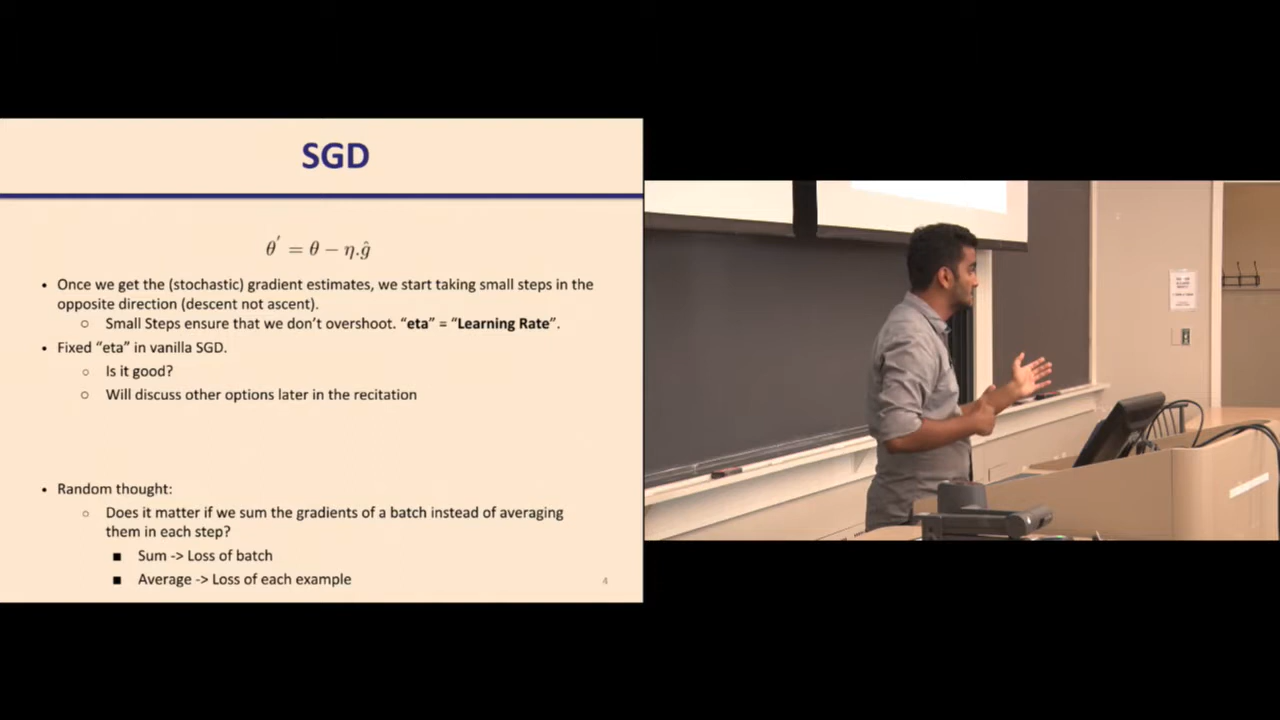 SGD
θ′ = θ − η.ĝ
• Once we get the (stochastic) gradient estimates, we start taking small steps in the
opposite direction (descent not ascent).
○ Small Steps ensure that we don't overshoot. “eta” = “Learning Rate”.
• Fixed “eta” in vanilla SGD.
○ Is it good?
○ Will discuss other options later in the recitation
• Random thought:
○ Does it matter if we sum the gradients of a batch instead of averaging
them in each step?
■ Sum -> Loss of batch
■ Average -> Loss of each example
4